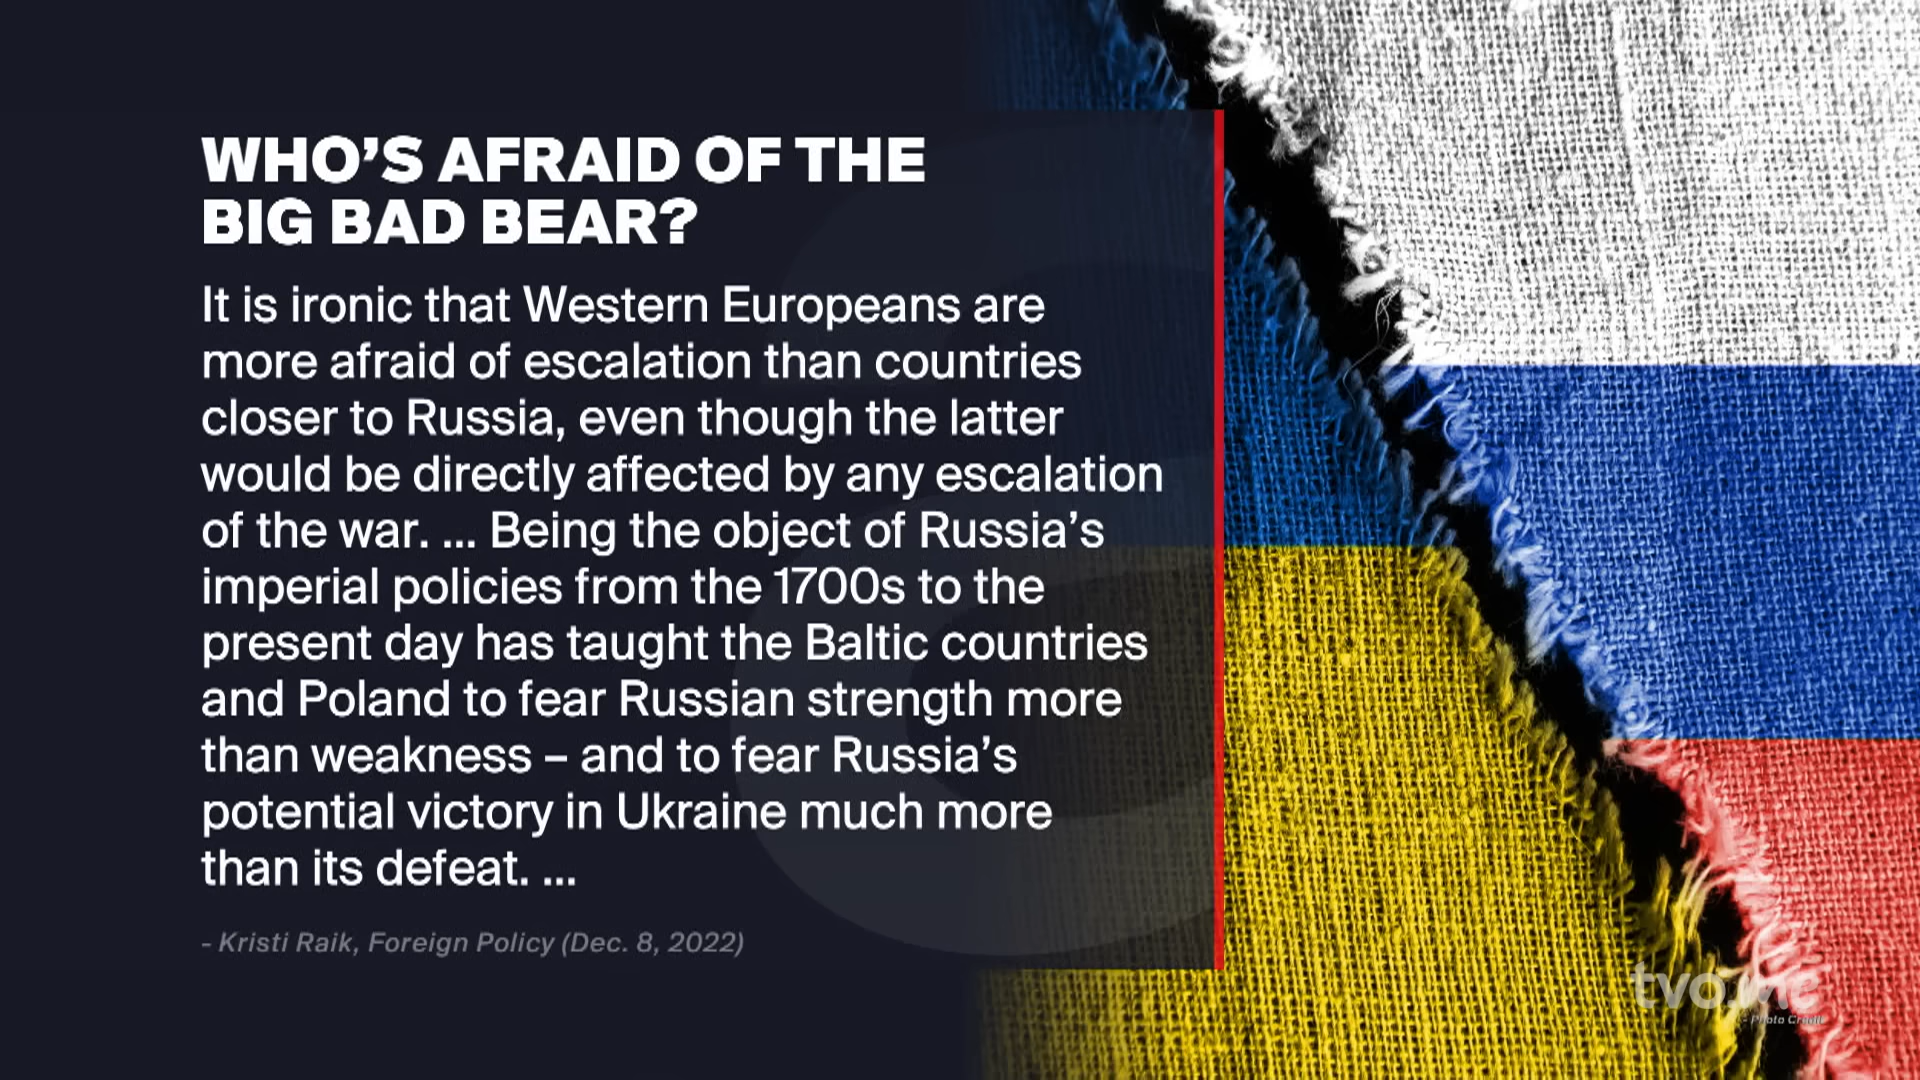 WHO’S AFRAID OF THE
BIG BAD BEAR?
It is ironic that Western Europeans are
more afraid of escalation than countries
closer to Russia, even though the latter
would be directly affected by any escalation
of the war. ... Being the object of Russia’s
imperial policies from the 1700s to the
present day has taught the Baltic countries
and Poland to fear Russian strength more
than weakness – and to fear Russia’s
potential victory in Ukraine much more
than its defeat. ...
- Kristi Raik, Foreign Policy (Dec. 8, 2022)
tvo.me
- Photo Credit